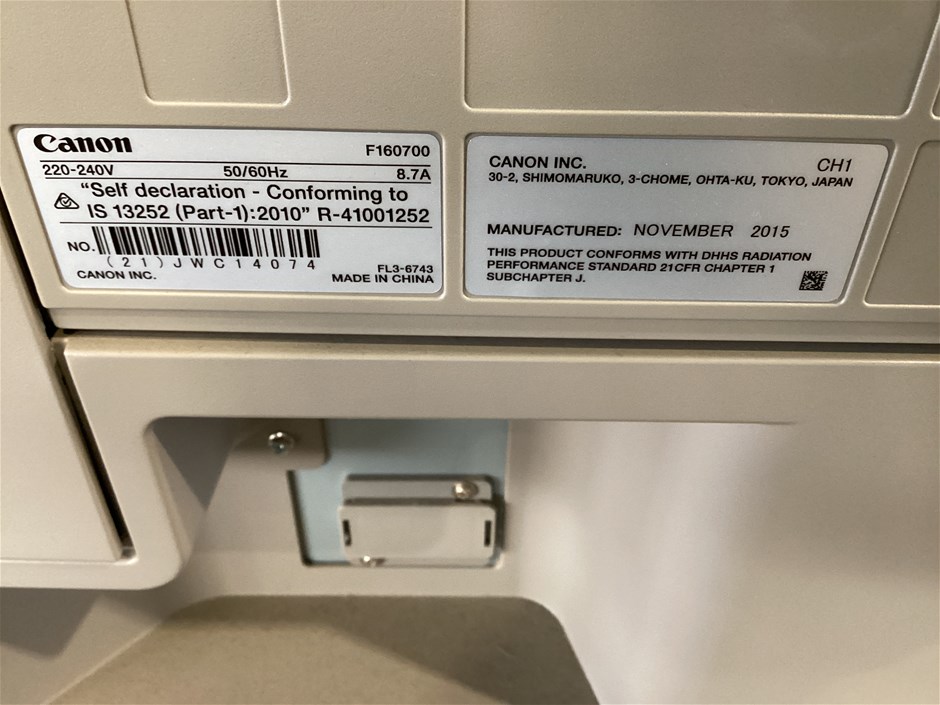 Canon
F160700
220-240V 50/60Hz 8.7A
"Self declaration - Conforming to
IS 13252 (Part-1):2010" R-41001252
NO.
(21)JWC14074
FL3-6743
CANON INC. MADE IN CHINA
CANON INC. CH1
30-2, SHIMOMARUKO, 3-CHOME, OHTA-KU, TOKYO, JAPAN
MANUFACTURED: NOVEMBER 2015
THIS PRODUCT CONFORMS WITH DHHS RADIATION
PERFORMANCE STANDARD 21CFR CHAPTER 1
SUBCHAPTER J.